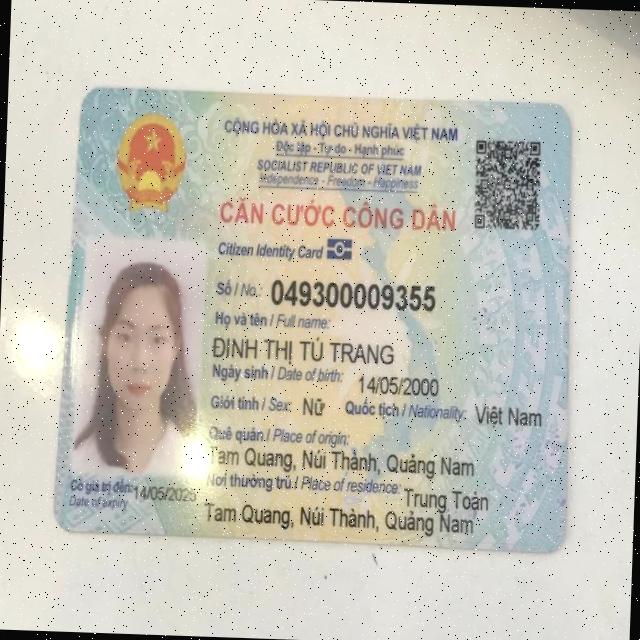 CỘNG HÒA XÃ HỘI CHỦ NGHĨA VIỆT NAM
Độc lập - Tự do - Hạnh phúc
SOCIALIST REPUBLIC OF VIET NAM
Independence - Freedom - Happiness
CĂN CƯỚC CÔNG DÂN
Citizen Identity Card
Số / No.: 049300009355
Họ và tên / Full name:
ĐINH THỊ TÚ TRANG
Ngày sinh / Date of birth: 14/05/2000
Giới tính / Sex: Nữ Quốc tịch / Nationality: Việt Nam
Quê quán / Place of origin:
Tam Quang, Núi Thành, Quảng Nam
Nơi thường trú / Place of residence: Trung Toàn
Tam Quang, Núi Thành, Quảng Nam
Có giá trị đến: 14/05/2025
Date of expiry